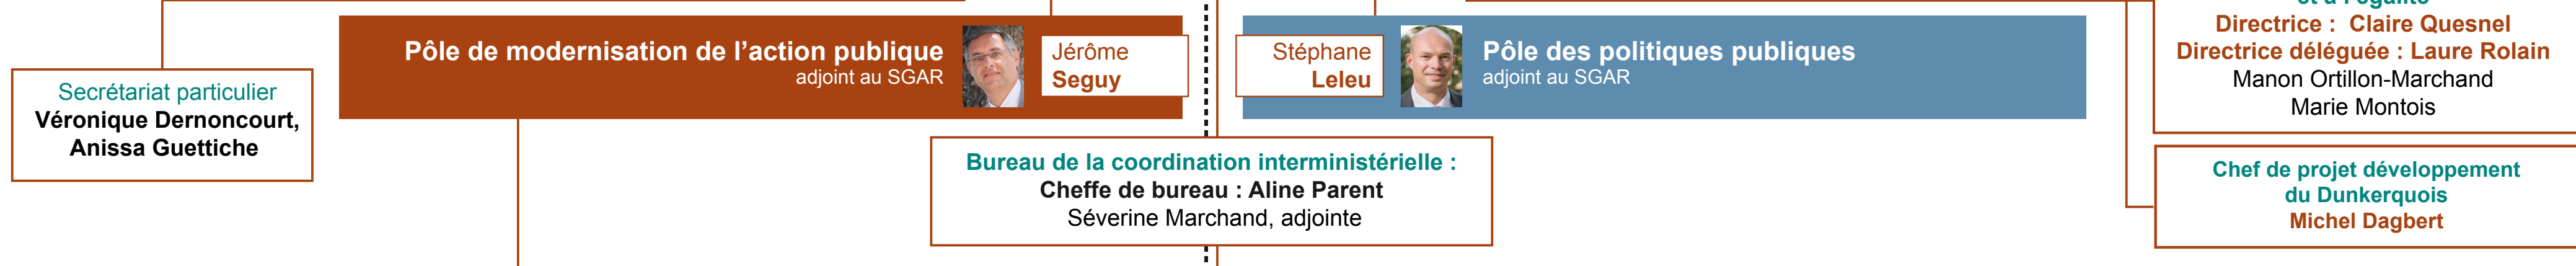 Secrétariat particulier
Véronique Dernoncourt,
Anissa Guettiche
Pôle de modernisation de l’action publique
adjoint au SGAR
Jérôme
Seguy
Stéphane
Leleu
Pôle des politiques publiques
adjoint au SGAR
Bureau de la coordination interministérielle :
Cheffe de bureau : Aline Parent
Séverine Marchand, adjointe
et à l’égalité
Directrice : Claire Quesnel
Directrice déléguée : Laure Rolain
Manon Ortillon-Marchand
Marie Montois
Chef de projet développement
du Dunkerquois
Michel Dagbert